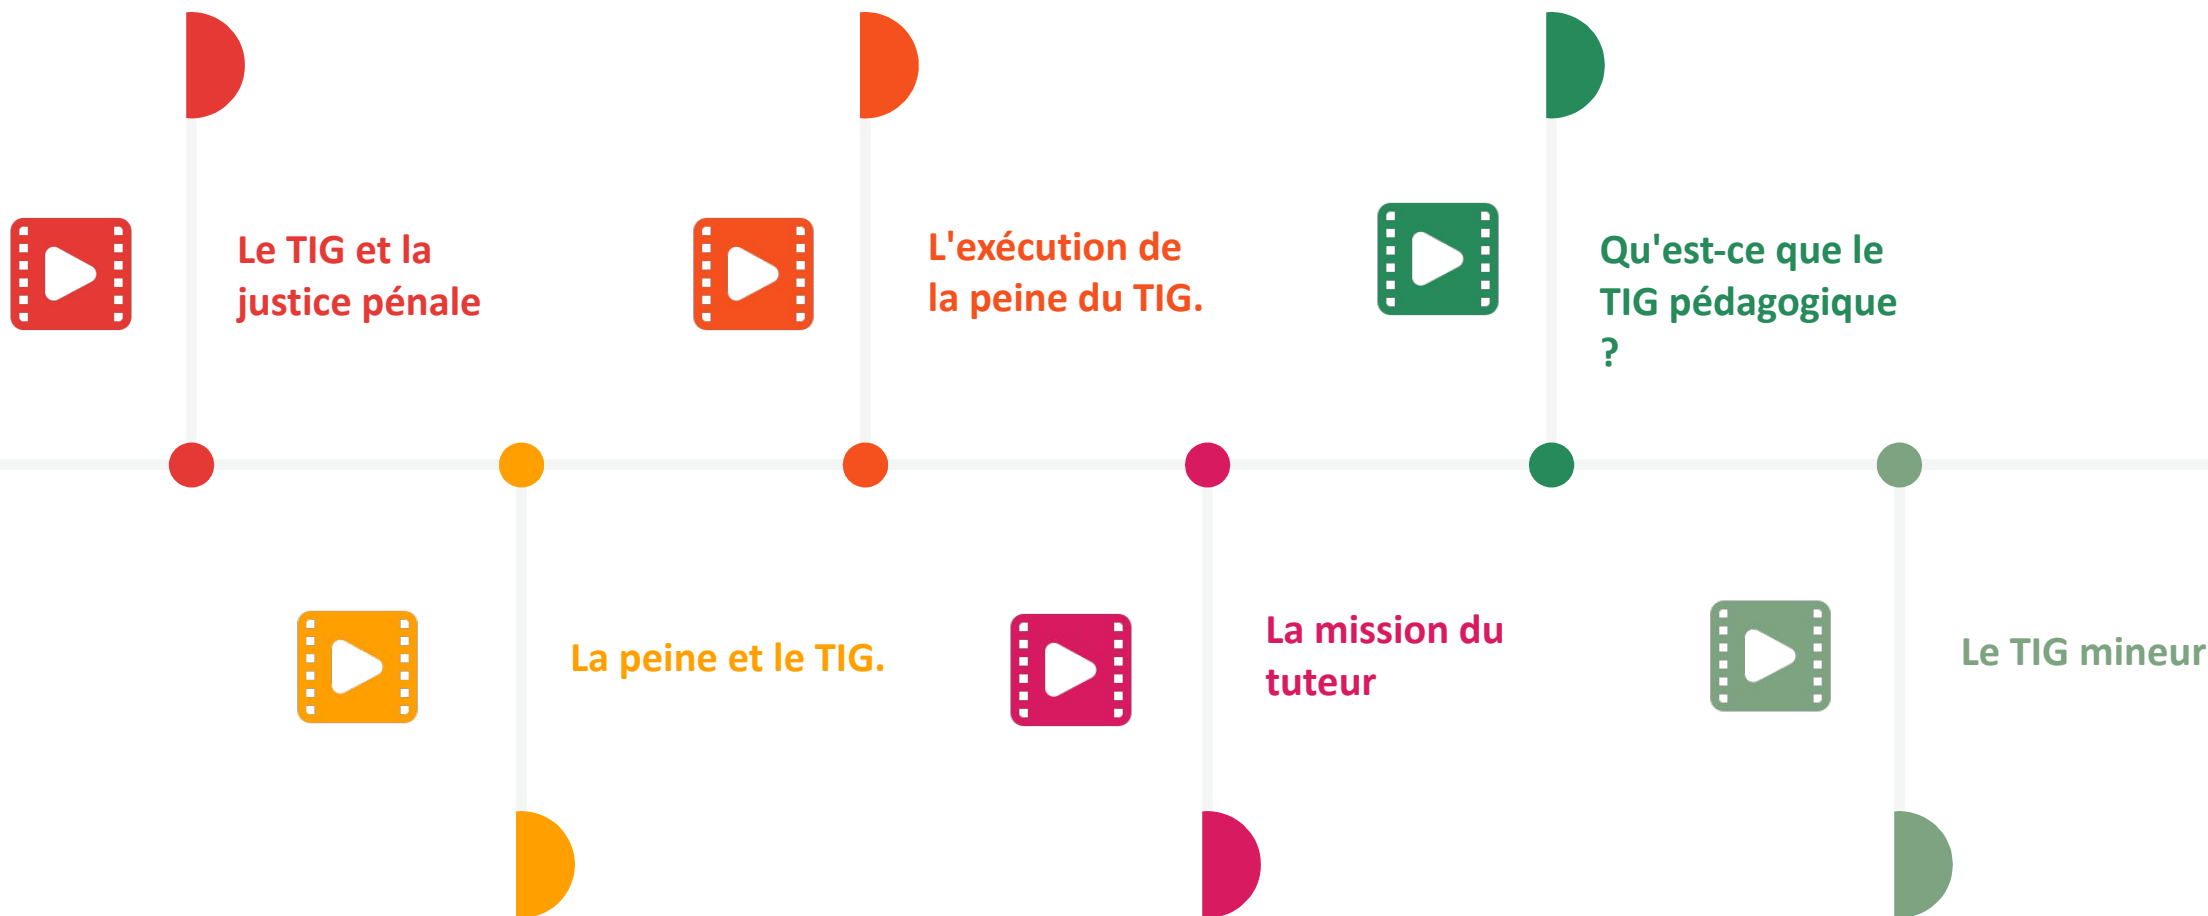 Le TIG et la
justice pénale
La peine et le TIG.
L'exécution de
la peine du TIG.
La mission du
tuteur
Qu'est-ce que le
TIG pédagogique
?
Le TIG mineur